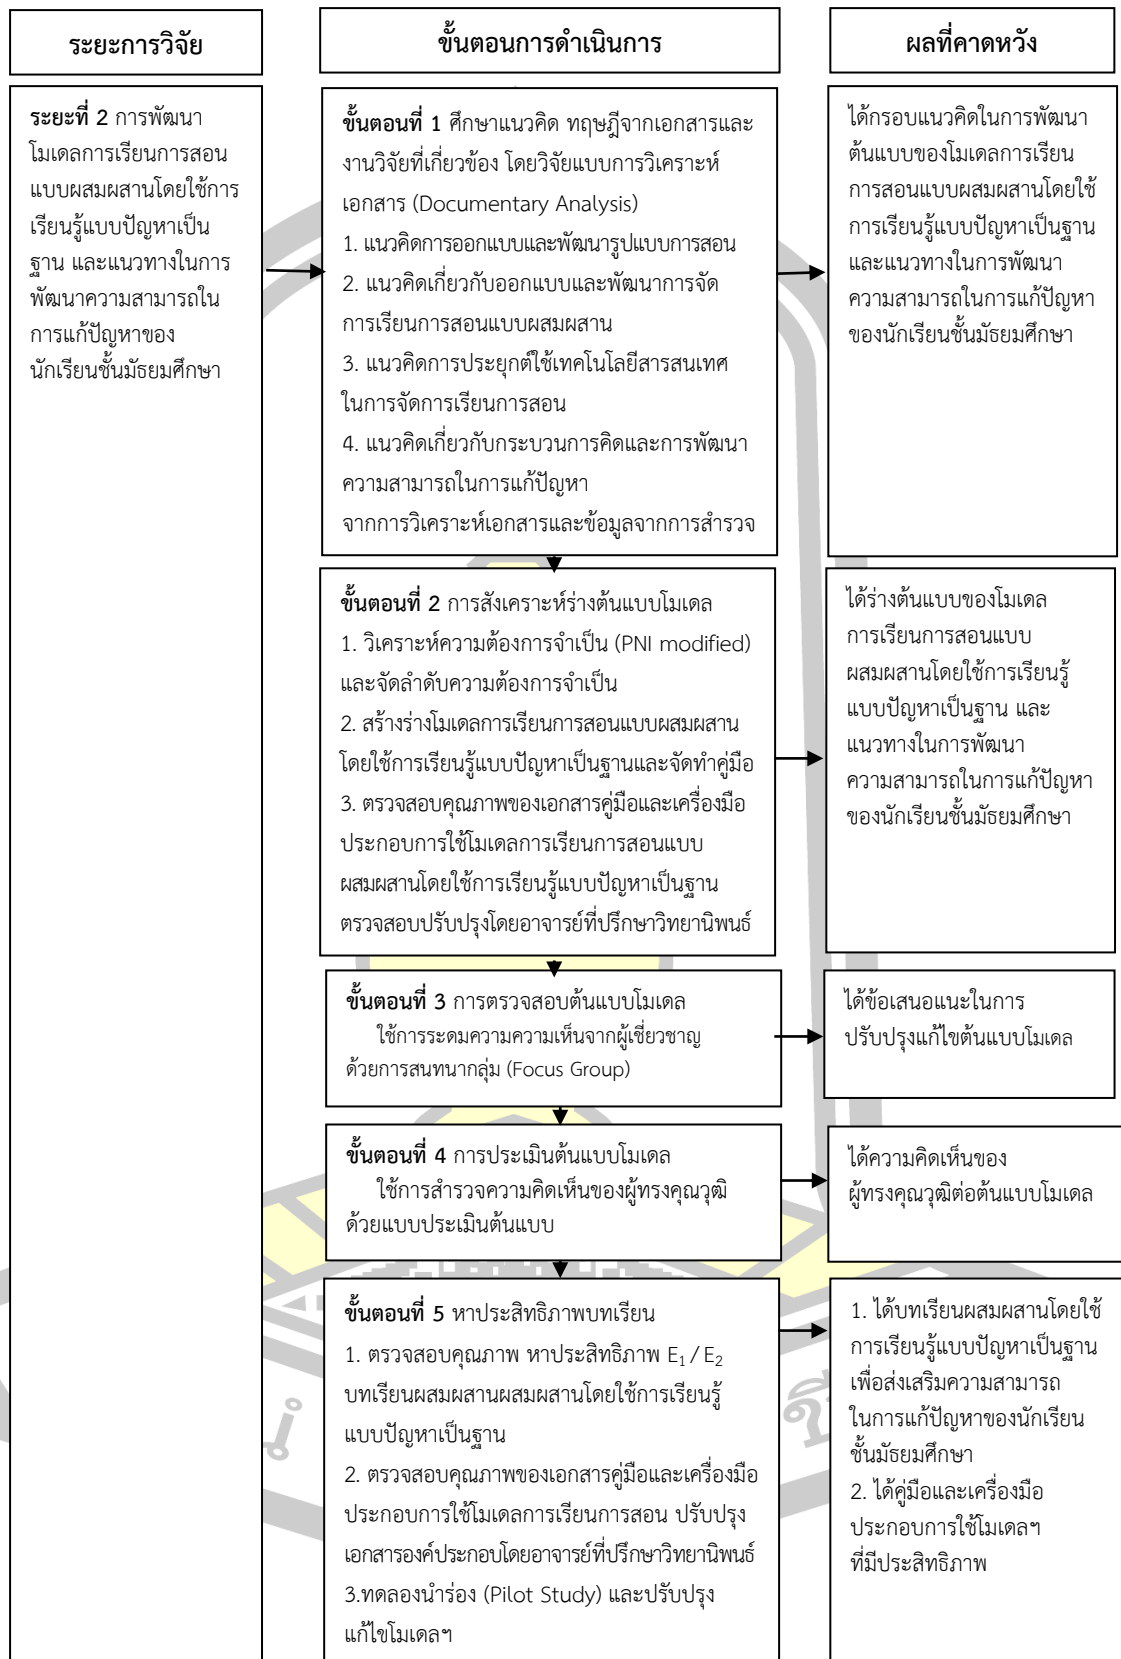 ระยะการวิจัย
ขั้นตอนการดำเนินการ
ผลที่คาดหวัง
ระยะที่ 2 การพัฒนา
โมเดลการเรียนการสอน
แบบผสมผสานโดยใช้การ
เรียนรู้แบบปัญหาเป็น
ฐาน และแนวทางในการ
พัฒนาความสามารถใน
การแก้ปัญหาของ
นักเรียนชั้นมัธยมศึกษา
ขั้นตอนที่ 1 ศึกษาแนวคิด ทฤษฎีจากเอกสารและ
งานวิจัยที่เกี่ยวข้อง โดยวิจัยแบบการวิเคราะห์
เอกสาร (Documentary Analysis)
1. แนวคิดการออกแบบและพัฒนารูปแบบการสอน
2. แนวคิดเกี่ยวกับออกแบบและพัฒนาการจัด
การเรียนการสอนแบบผสมผสาน
3. แนวคิดการประยุกต์ใช้เทคโนโลยีสารสนเทศ
ในการจัดการเรียนการสอน
4. แนวคิดเกี่ยวกับกระบวนการคิดและการพัฒนา
ความสามารถในการแก้ปัญหา
จากการวิเคราะห์เอกสารและข้อมูลจากการสำรวจ
ได้กรอบแนวคิดในการพัฒนา
ต้นแบบของโมเดลการเรียน
การสอนแบบผสมผสานโดยใช้
การเรียนรู้แบบปัญหาเป็นฐาน
และแนวทางในการพัฒนา
ความสามารถในการแก้ปัญหา
ของนักเรียนชั้นมัธยมศึกษา
ขั้นตอนที่ 2 การสังเคราะห์ร่างต้นแบบโมเดล
1. วิเคราะห์ความต้องการจำเป็น (PNI modified)
และจัดลำดับความต้องการจำเป็น
2. สร้างร่างโมเดลการเรียนการสอนแบบผสมผสาน
โดยใช้การเรียนรู้แบบปัญหาเป็นฐานและจัดทำคู่มือ
3. ตรวจสอบคุณภาพของเอกสารคู่มือและเครื่องมือ
ประกอบการใช้โมเดลการเรียนการสอนแบบ
ผสมผสานโดยใช้การเรียนรู้แบบปัญหาเป็นฐาน
ตรวจสอบปรับปรุงโดยอาจารย์ที่ปรึกษาวิทยานิพนธ์
ได้ร่างต้นแบบของโมเดล
การเรียนการสอนแบบ
ผสมผสานโดยใช้การเรียนรู้
แบบปัญหาเป็นฐาน และ
แนวทางในการพัฒนา
ความสามารถในการแก้ปัญหา
ของนักเรียนชั้นมัธยมศึกษา
ขั้นตอนที่ 3 การตรวจสอบต้นแบบโมเดล
ใช้การระดมความความเห็นจากผู้เชี่ยวชาญ
ด้วยการสนทนากลุ่ม (Focus Group)
ได้ข้อเสนอแนะในการ
ปรับปรุงแก้ไขต้นแบบโมเดล
ขั้นตอนที่ 4 การประเมินต้นแบบโมเดล
ใช้การสำรวจความคิดเห็นของผู้ทรงคุณวุฒิ
ด้วยแบบประเมินต้นแบบ
ได้ความคิดเห็นของ
ผู้ทรงคุณวุฒิต่อต้นแบบโมเดล
ขั้นตอนที่ 5 หาประสิทธิภาพบทเรียน
1. ตรวจสอบคุณภาพ หาประสิทธิภาพ E₁ / E₂
บทเรียนผสมผสานผสมผสานโดยใช้การเรียนรู้
แบบปัญหาเป็นฐาน
2. ตรวจสอบคุณภาพของเอกสารคู่มือและเครื่องมือ
ประกอบการใช้โมเดลการเรียนการสอน ปรับปรุง
เอกสารองค์ประกอบโดยอาจารย์ที่ปรึกษาวิทยานิพนธ์
3.ทดลองนำร่อง (Pilot Study) และปรับปรุง
แก้ไขโมเดลฯ
1. ได้บทเรียนผสมผสานโดยใช้
การเรียนรู้แบบปัญหาเป็นฐาน
เพื่อส่งเสริมความสามารถ
ในการแก้ปัญหาของนักเรียน
ชั้นมัธยมศึกษา
2. ได้คู่มือและเครื่องมือ
ประกอบการใช้โมเดลฯ
ที่มีประสิทธิภาพ